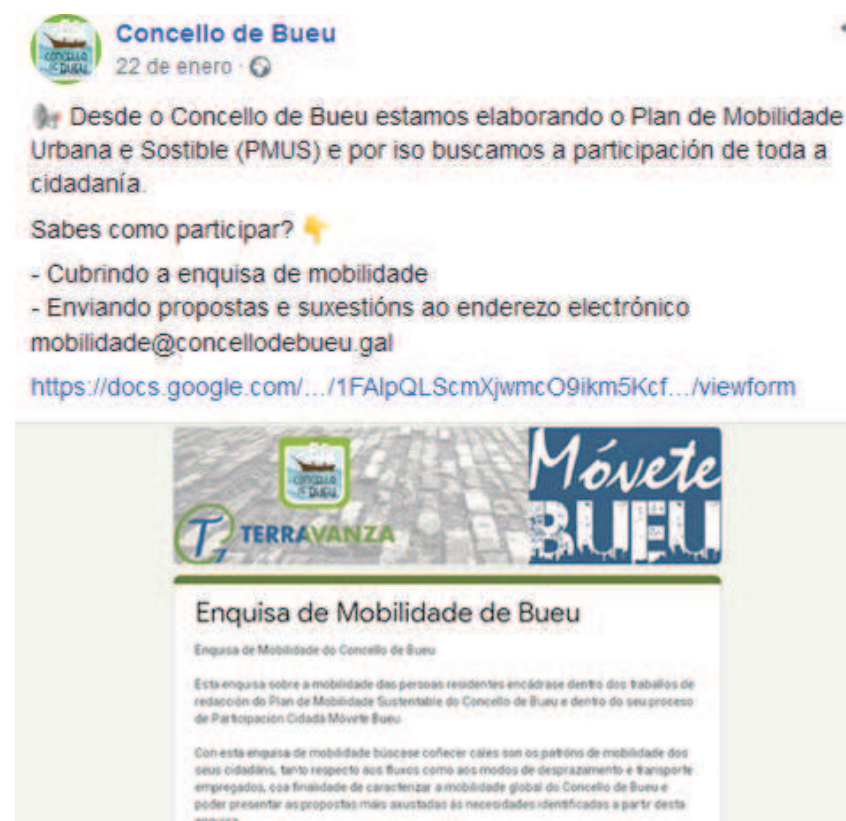 Concello de Bueu
22 de enero ·
Desde o Concello de Bueu estamos elaborando o Plan de Mobilidade
Urbana e Sostible (PMUS) e por iso buscamos a participación de toda a
cidadanía.
Sabes como participar?
- Cubrindo a enquisa de mobilidade
- Enviando propostas e suxestións ao enderezo electrónico
mobilidade@concellodebueu.gal
https://docs.google.com/.../1FAIpQLScmXjwmcO9ikm5Kcf.../viewform
CONCELLO
DE BUEU
Móvete
BUEU
TERRAVANZA
Enquisa de Mobilidade de Bueu
Enquisa de Mobilidade do Concello de Bueu
Esta enquisa sobre a mobilidade das persoas residentes encádrase dentro dos traballos de
redacción do Plan de Mobilidade Sustentable do Concello de Bueu e dentro do seu proceso
de Participación Cidadá Móvete Bueu.
Con esta enquisa de mobilidade búscase coñecer cales son os patróns de mobilidade dos
seus cidadáns, tanto respecto aos fluxos como aos modos de desprazamento e transporte
empregados, coa finalidade de caracterizar a mobilidade global do Concello de Bueu e
poder presentar as propostas máis axustadas ás necesidades identificadas a partir desta